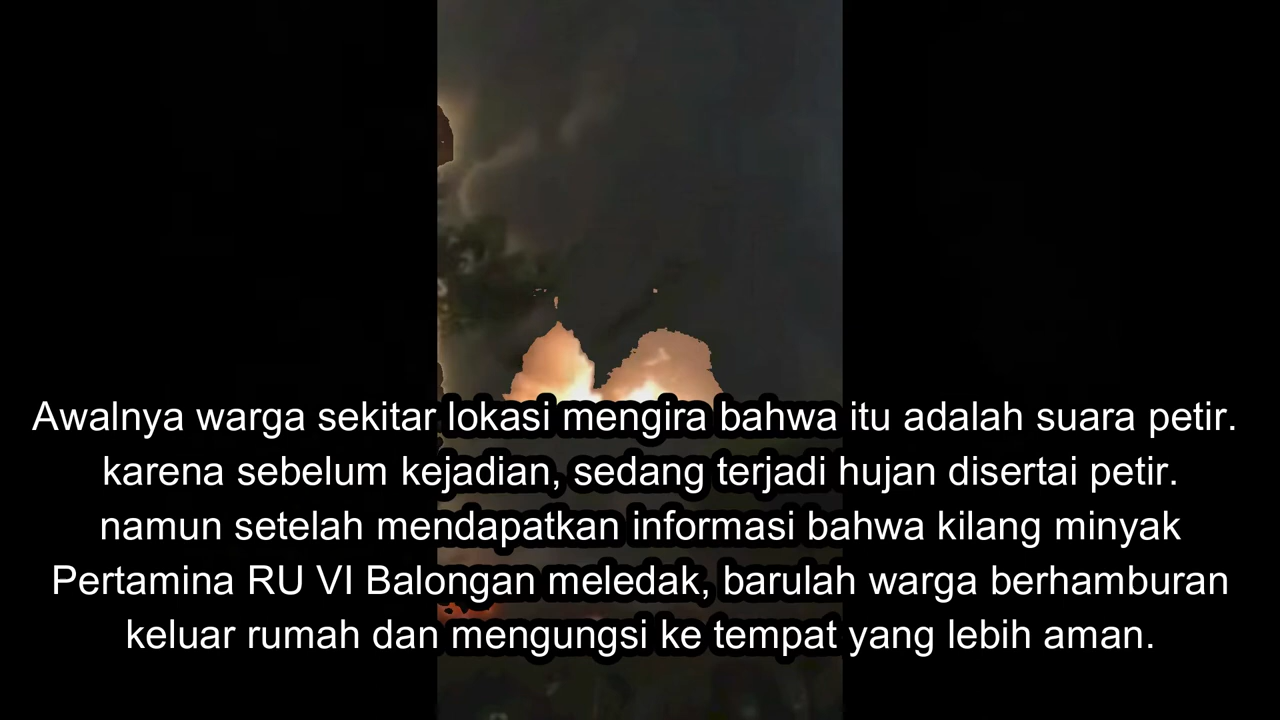 Awalnya warga sekitar lokasi mengira bahwa itu adalah suara petir.
karena sebelum kejadian, sedang terjadi hujan disertai petir.
namun setelah mendapatkan informasi bahwa kilang minyak
Pertamina RU VI Balongan meledak, barulah warga berhamburan
keluar rumah dan mengungsi ke tempat yang lebih aman.